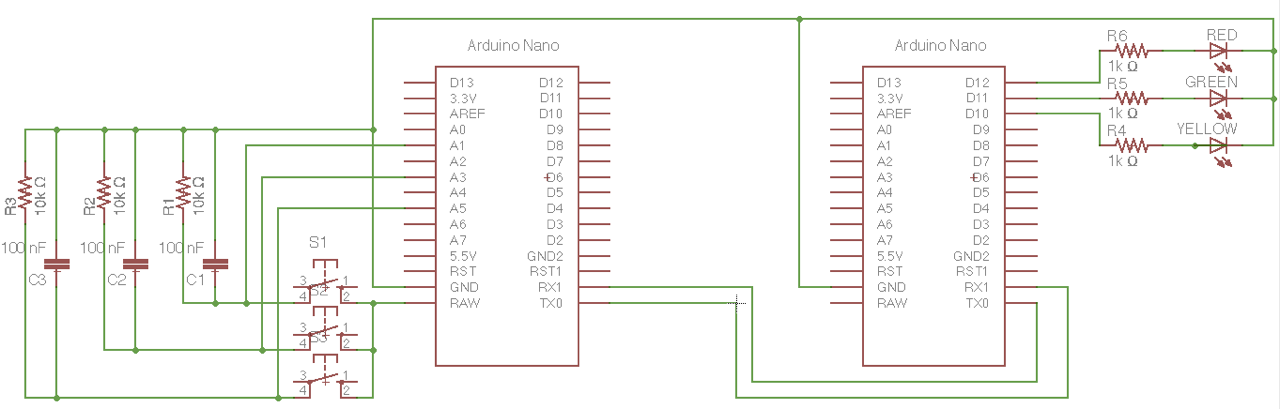 Arduino Nano
D13 D12
3.3V D11
AREF D10
A0 D9
A1 D8
A2 D7
A3 D6
A4 D5
A5 D4
A6 D3
A7 D2
5.5V GND2
RST RST1
GND RX1
RAW TX0
Arduino Nano
D13 D12
3.3V D11
AREF D10
A0 D9
A1 D8
A2 D7
A3 D6
A4 D5
A5 D4
A6 D3
A7 D2
5.5V GND2
RST RST1
GND RX1
RAW TX0
R6 RED
1k Ω
R5 GREEN
1k Ω
R4 YELLOW
1k Ω
R3 10k Ω
R2 10k Ω
R1 10k Ω
100 nF 100 nF 100 nF
C3 C2 C1
S1
3 1
4 2
S2
3 1
4 2
S3
3 1
4 2